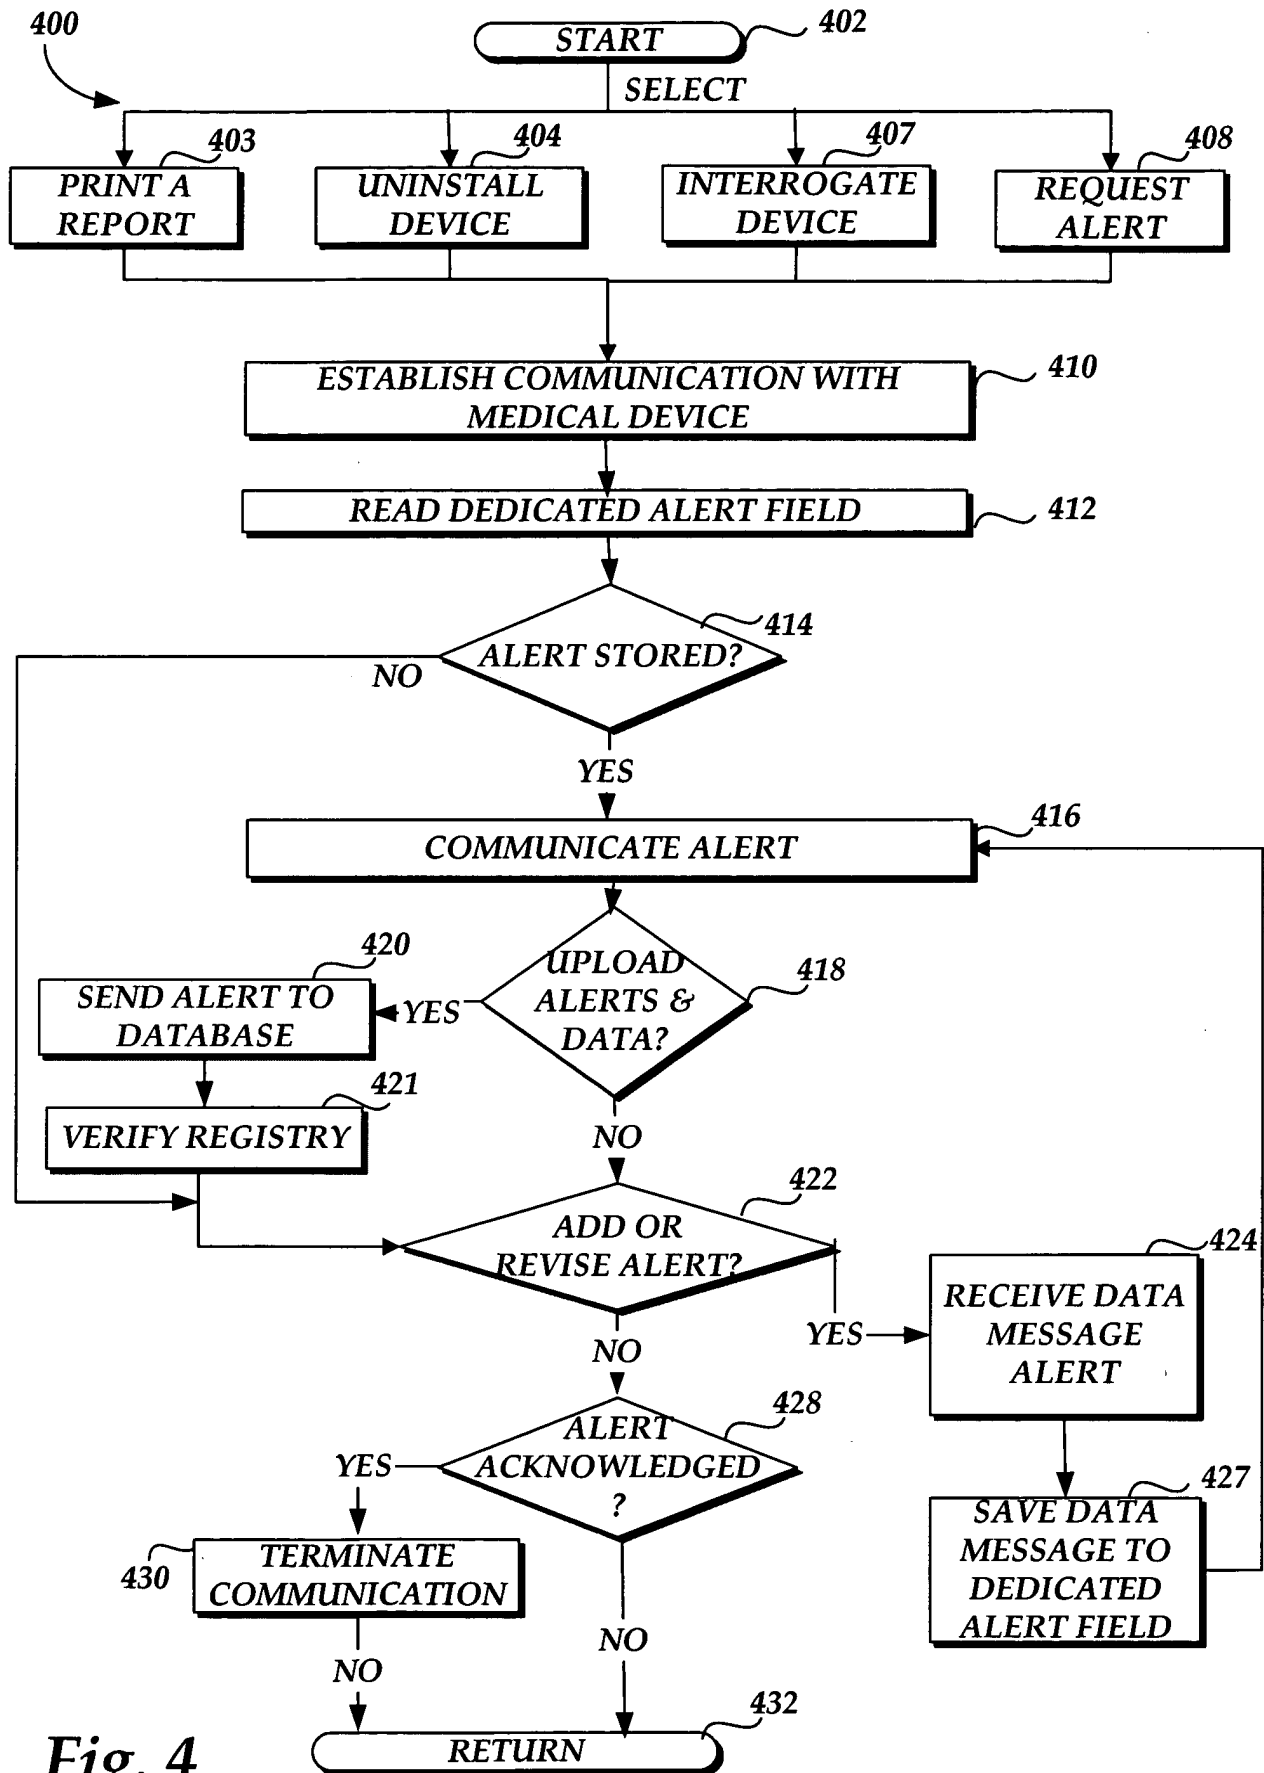 400
START
402
SELECT
403
404
407
408
PRINT A
REPORT
UNINSTALL
DEVICE
INTERROGATE
DEVICE
REQUEST
ALERT
ESTABLISH COMMUNICATION WITH
MEDICAL DEVICE
410
READ DEDICATED ALERT FIELD
412
414
ALERT STORED?
NO
YES
416
COMMUNICATE ALERT
420
UPLOAD
ALERTS &
DATA?
418
YES
SEND ALERT TO
DATABASE
421
VERIFY REGISTRY
NO
422
ADD OR
REVISE ALERT?
424
YES
RECEIVE DATA
MESSAGE
ALERT
NO
428
ALERT
ACKNOWLEDGED
?
YES
427
SAVE DATA
MESSAGE TO
DEDICATED
ALERT FIELD
430
TERMINATE
COMMUNICATION
NO
NO
432
RETURN
Fig. 4